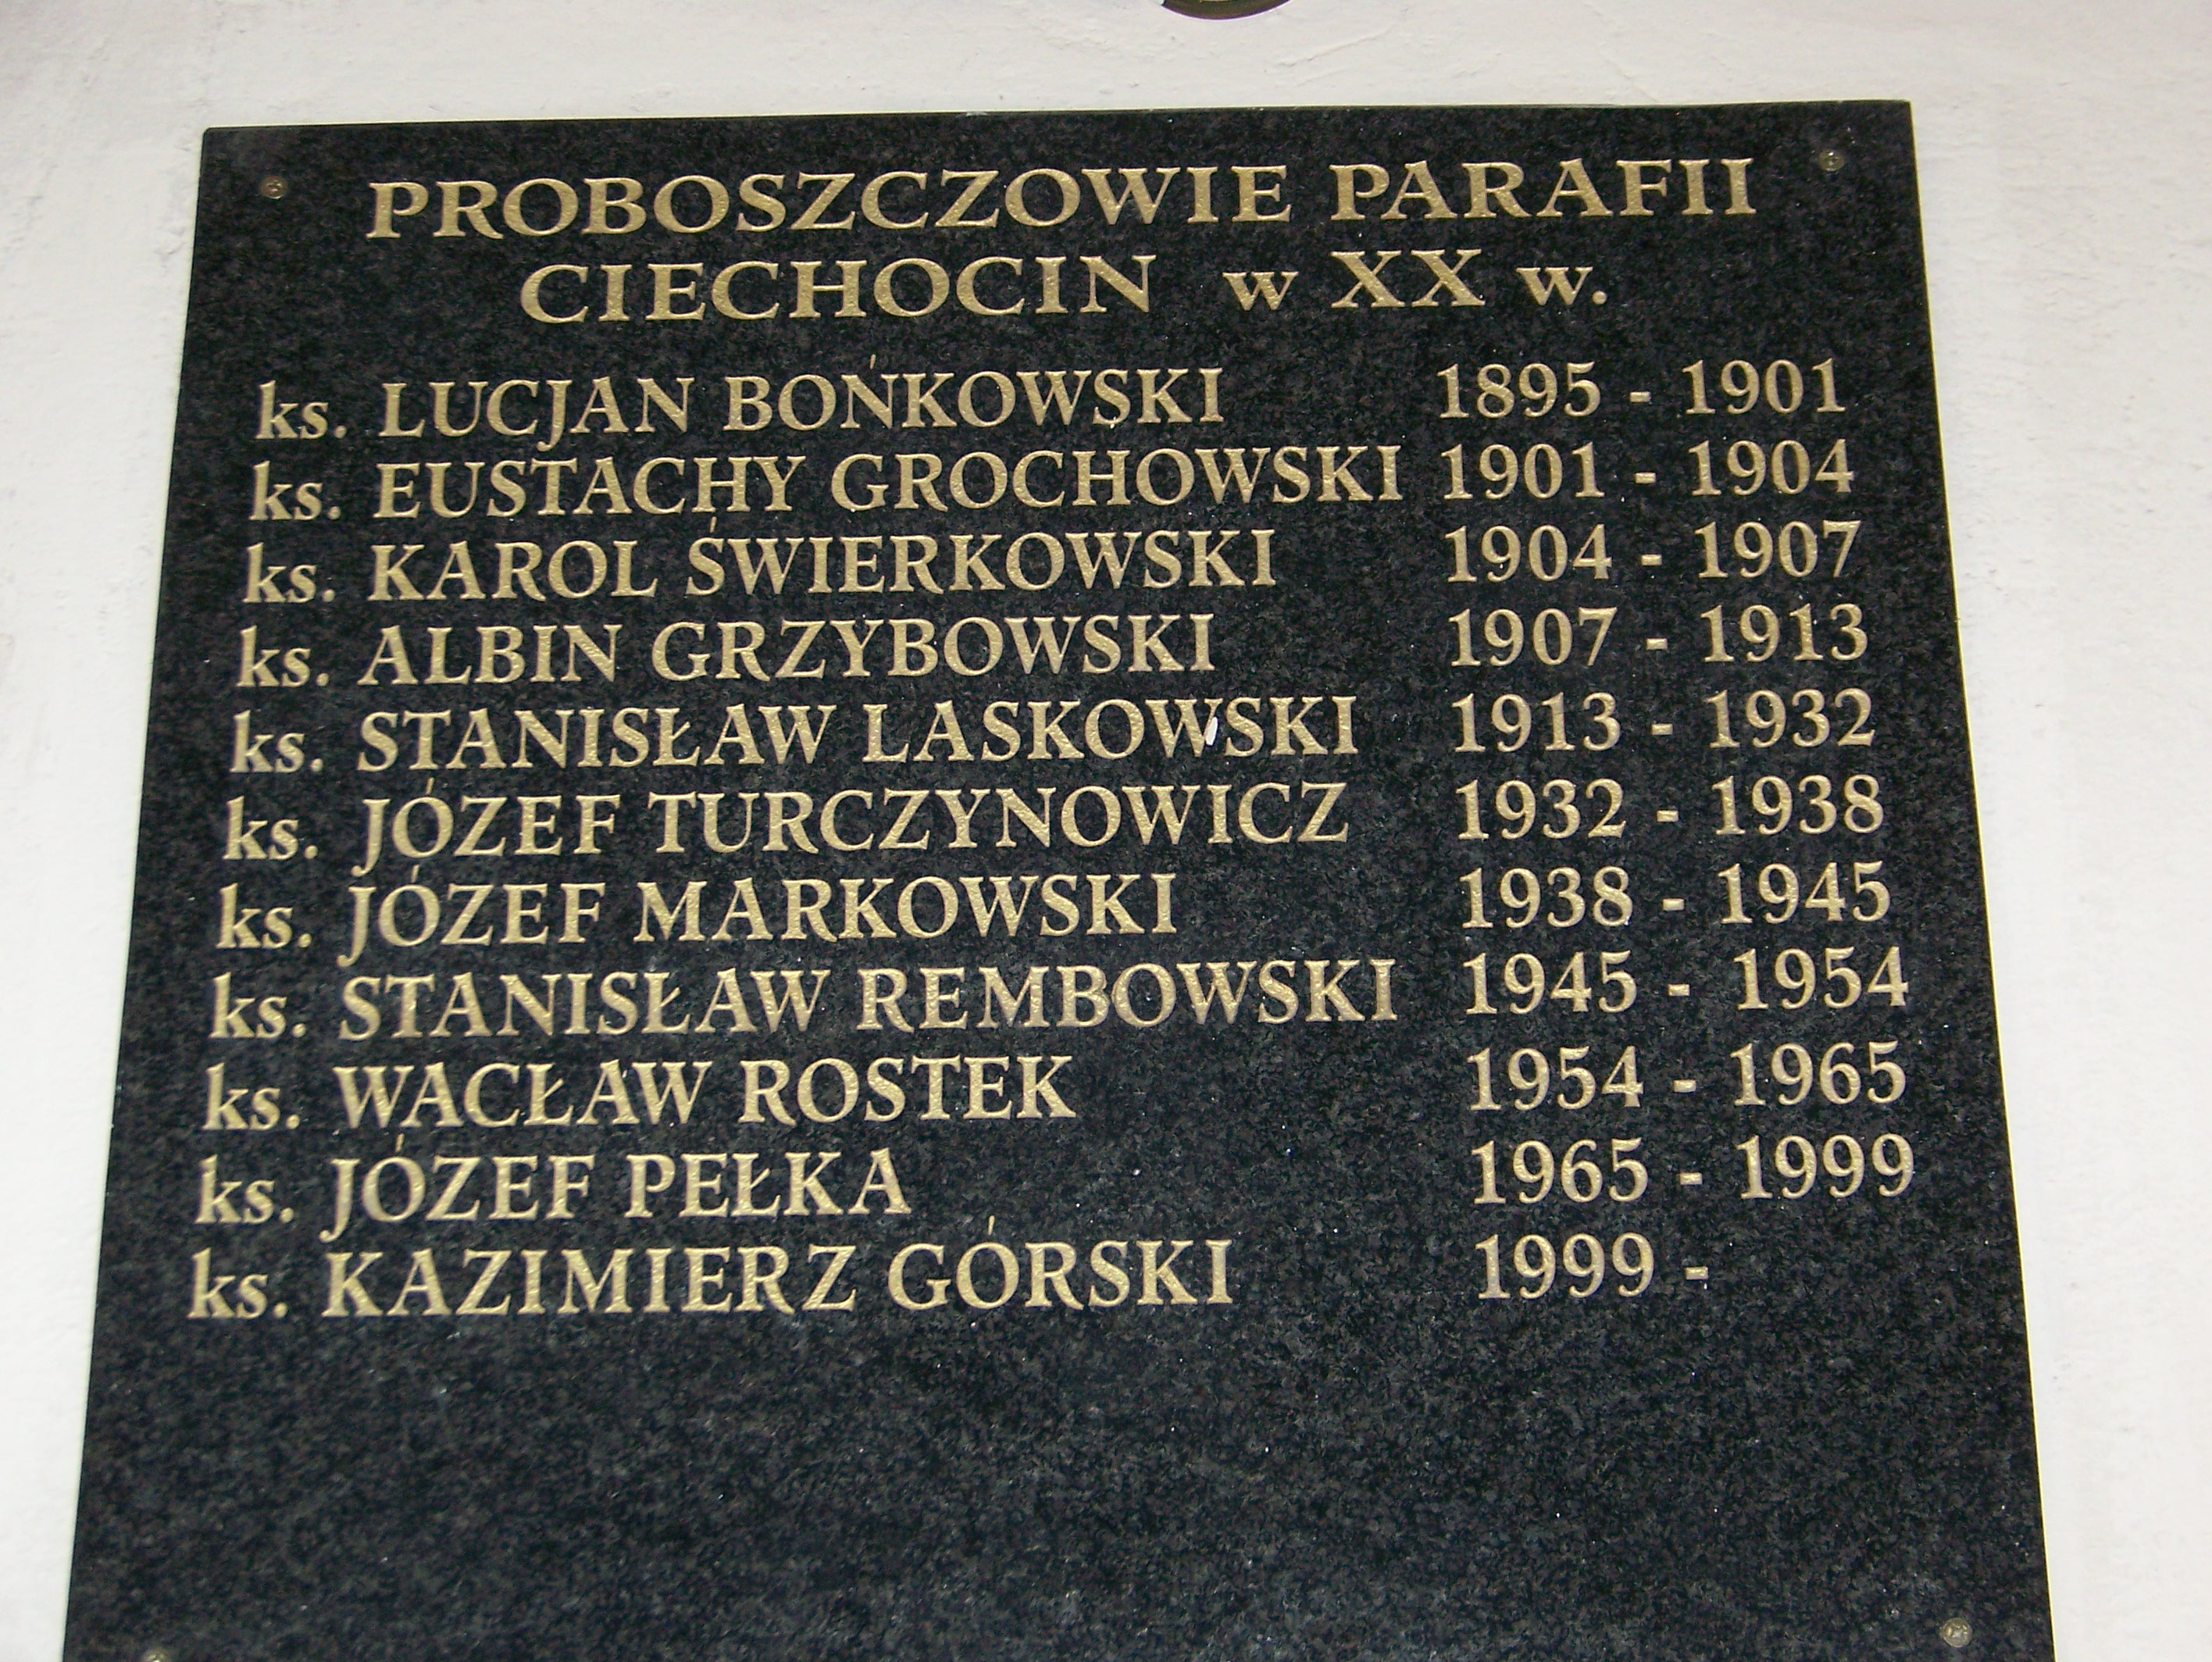 PROBOSZCZOWIE PARAFII
CIECHOCIN w XX w.
ks. LUCJAN BOŃKOWSKI 1895 - 1901
ks. EUSTACHY GROCHOWSKI 1901 - 1904
ks. KAROL ŚWIERKOWSKI 1904 - 1907
ks. ALBIN GRZYBOWSKI 1907 - 1913
ks. STANISŁAW LASKOWSKI 1913 - 1932
ks. JÓZEF TURCZYNOWICZ 1932 - 1938
ks. JÓZEF MARKOWSKI 1938 - 1945
ks. STANISŁAW REMBOWSKI 1945 - 1954
ks. WACŁAW ROSTEK 1954 - 1965
ks. JÓZEF PEŁKA 1965 - 1999
ks. KAZIMIERZ GÓRSKI 1999 -